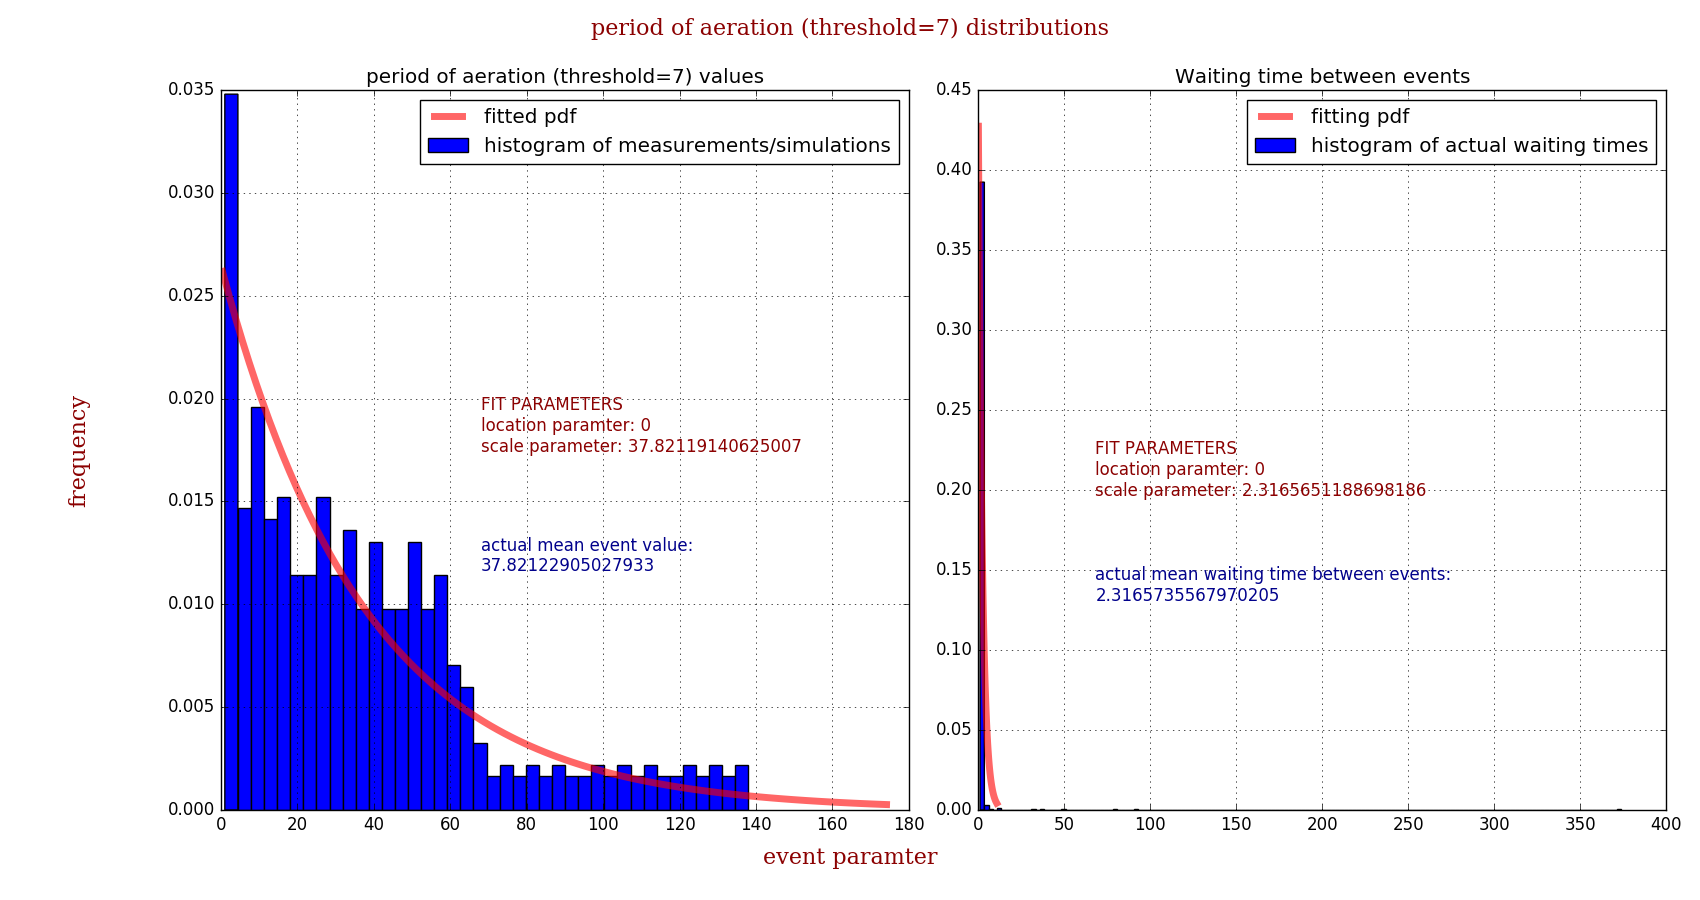 period of aeration (threshold=7) distributions
period of aeration (threshold=7) values
0.035
0.030
0.025
0.020
0.015
0.010
0.005
0.000
0
20
40
60
80
100
120
140
160
180
fitted pdf
histogram of measurements/simulations
FIT PARAMETERS
location paramter: 0
scale parameter: 37.82119140625007
actual mean event value:
37.82122905027933
frequency
Waiting time between events
0.45
0.40
0.35
0.30
0.25
0.20
0.15
0.10
0.05
0.00
0
50
100
150
200
250
300
350
400
fitting pdf
histogram of actual waiting times
FIT PARAMETERS
location paramter: 0
scale parameter: 2.3165651188698186
actual mean waiting time between events:
2.3165735567970205
event paramter